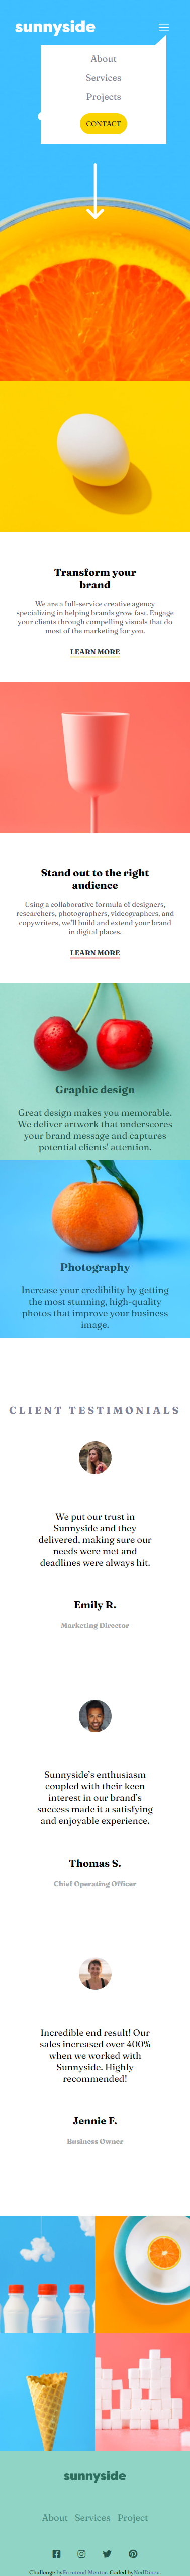 sunnyside
About
Services
Projects
CONTACT
Transform your
brand
We are a full-service creative agency
specializing in helping brands grow fast. Engage
your clients through compelling visuals that do
most of the marketing for you.
LEARN MORE
Stand out to the right
audience
Using a collaborative formula of designers,
researchers, photographers, videographers, and
copywriters, we'll build and extend your brand
in digital places.
LEARN MORE
Graphic design
Great design makes you memorable.
We deliver artwork that underscores
your brand message and captures
potential clients' attention.
Photography
Increase your credibility by getting
the most stunning, high-quality
photos that improve your business
image.
CLIENT TESTIMONIALS
We put our trust in
Sunnyside and they
delivered, making sure our
needs were met and
deadlines were always hit.
Emily R.
Marketing Director
Sunnyside's enthusiasm
coupled with their keen
interest in our brand's
success made it a satisfying
and enjoyable experience.
Thomas S.
Chief Operating Officer
Incredible end result! Our
sales increased over 400%
when we worked with
Sunnyside. Highly
recommended!
Jennie F.
Business Owner
sunnyside
About Services Project
Challenge by Frontend Mentor. Coded by